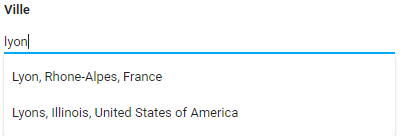 Ville
lyon
Lyon, Rhone-Alpes, France
Lyons, Illinois, United States of America